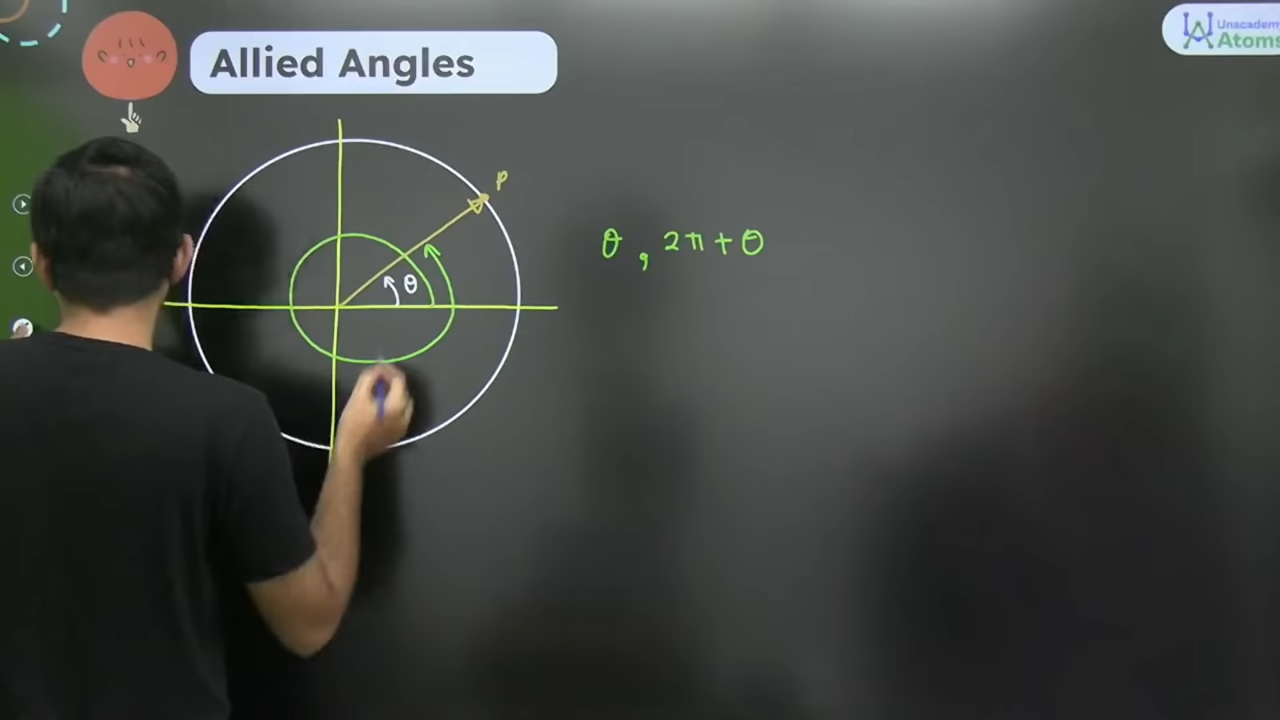 Unacademy
Atoms
Allied Angles
P
θ , 2π + θ
θ